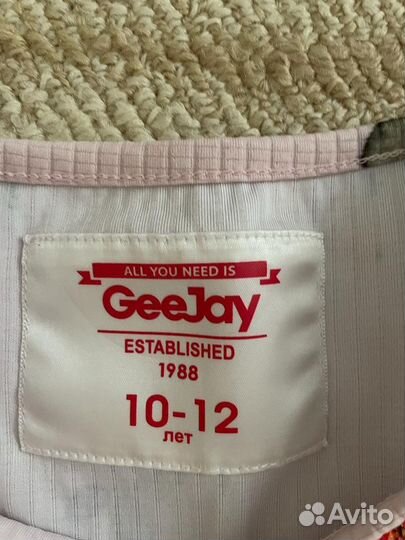 ALL YOU NEED IS
GeeJay
ESTABLISHED
1988
10-12
лет
Avito